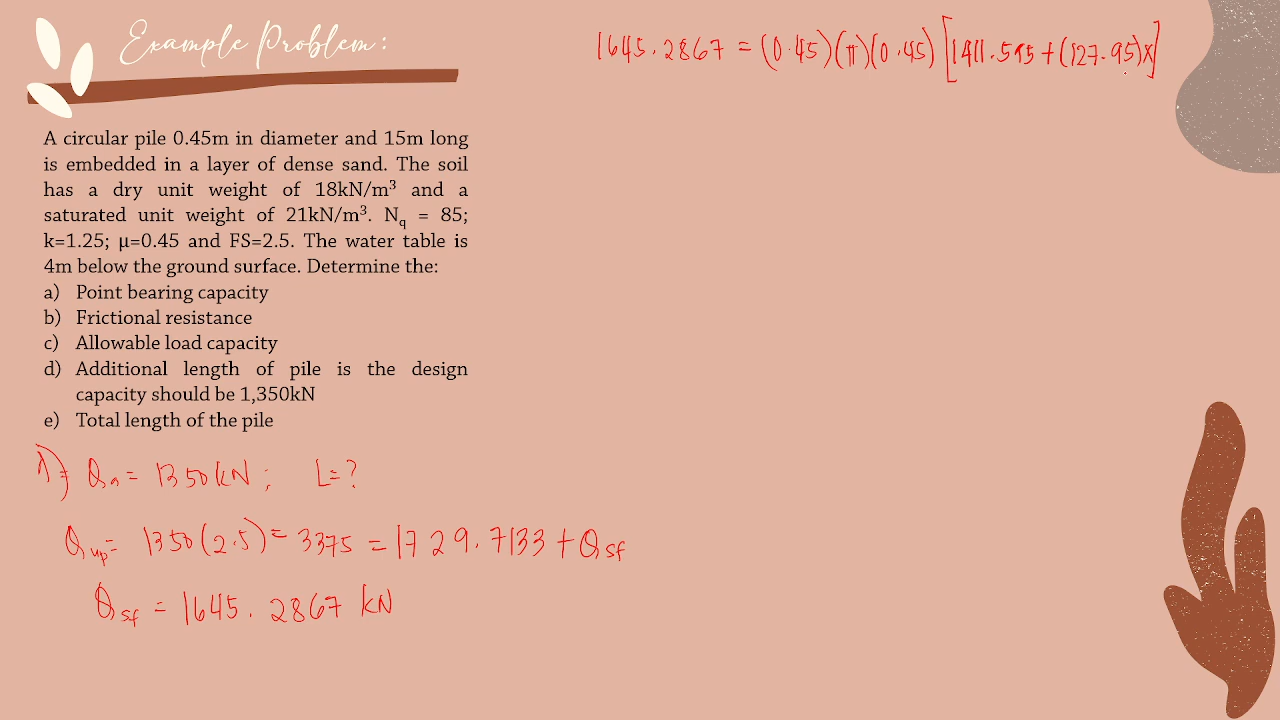 Example Problem:
1645.2867 = (0.45)(π)(0.45)[1411.595+(127.95)x]
A circular pile 0.45m in diameter and 15m long
is embedded in a layer of dense sand. The soil
has a dry unit weight of 18kN/m³ and a
saturated unit weight of 21kN/m³. Nq = 85;
k=1.25; μ=0.45 and FS=2.5. The water table is
4m below the ground surface. Determine the:
a) Point bearing capacity
b) Frictional resistance
c) Allowable load capacity
d) Additional length of pile is the design
capacity should be 1,350kN
e) Total length of the pile
Qa = 1350kN; L=?
Qup = 1350(2.5) = 3375 = 1729.7133 + Qsf
Qsf = 1645.2867 kN